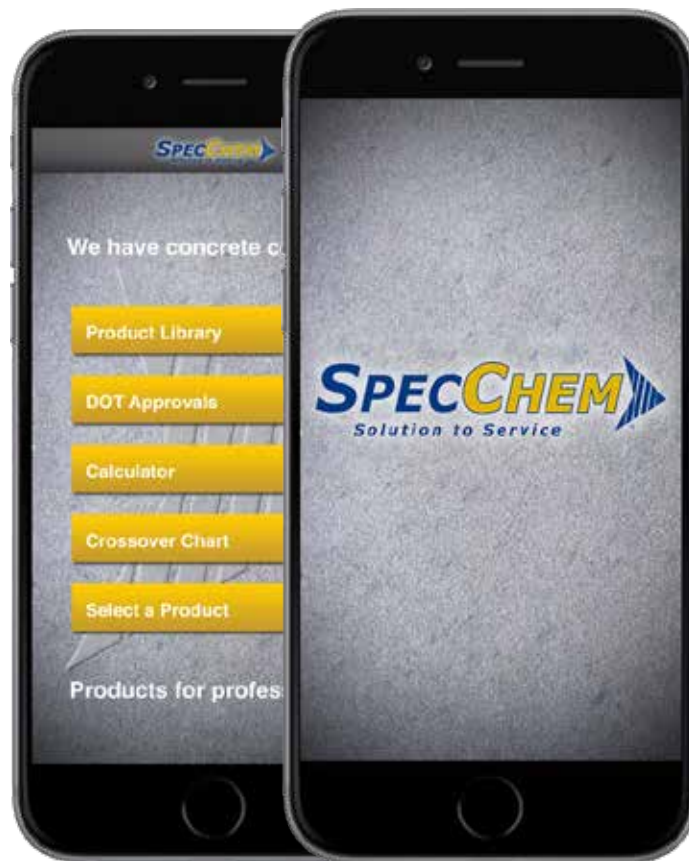 SPECCHEM
We have concrete c
Product Library
DOT Approvals
Calculator
Crossover Chart
Select a Product
Products for profes
SPECCHEM
Solution to Service